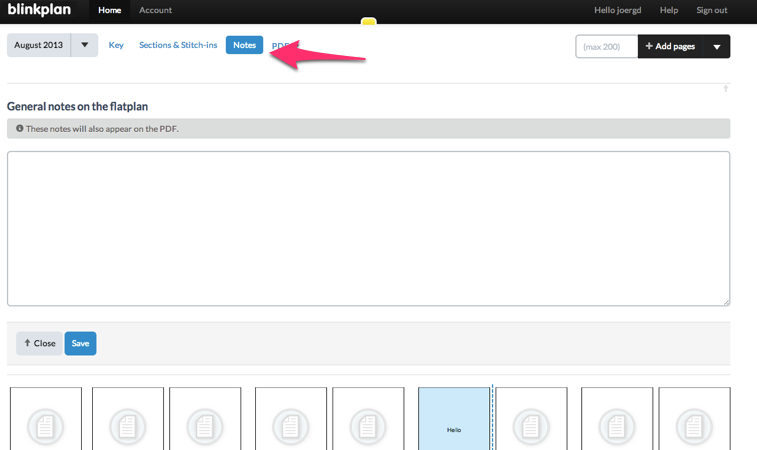 blinkplan Home Account Hello joergd Help Sign out
August 2013 Key Sections & Stitch-ins Notes PDF (max 200) + Add pages
General notes on the flatplan
These notes will also appear on the PDF.
Close Save
Hello